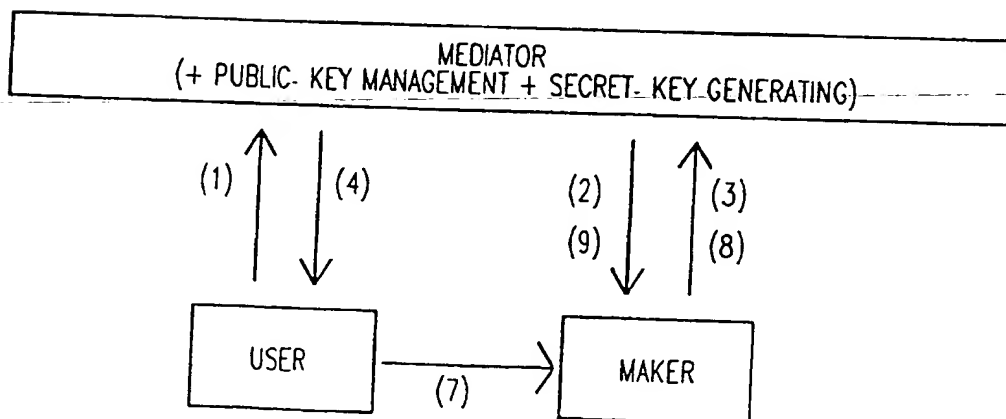 MEDIATOR
(+ PUBLIC- KEY MANAGEMENT + SECRET- KEY GENERATING)
(1)
(4)
(2)
(9)
(3)
(8)
USER
(7)
MAKER